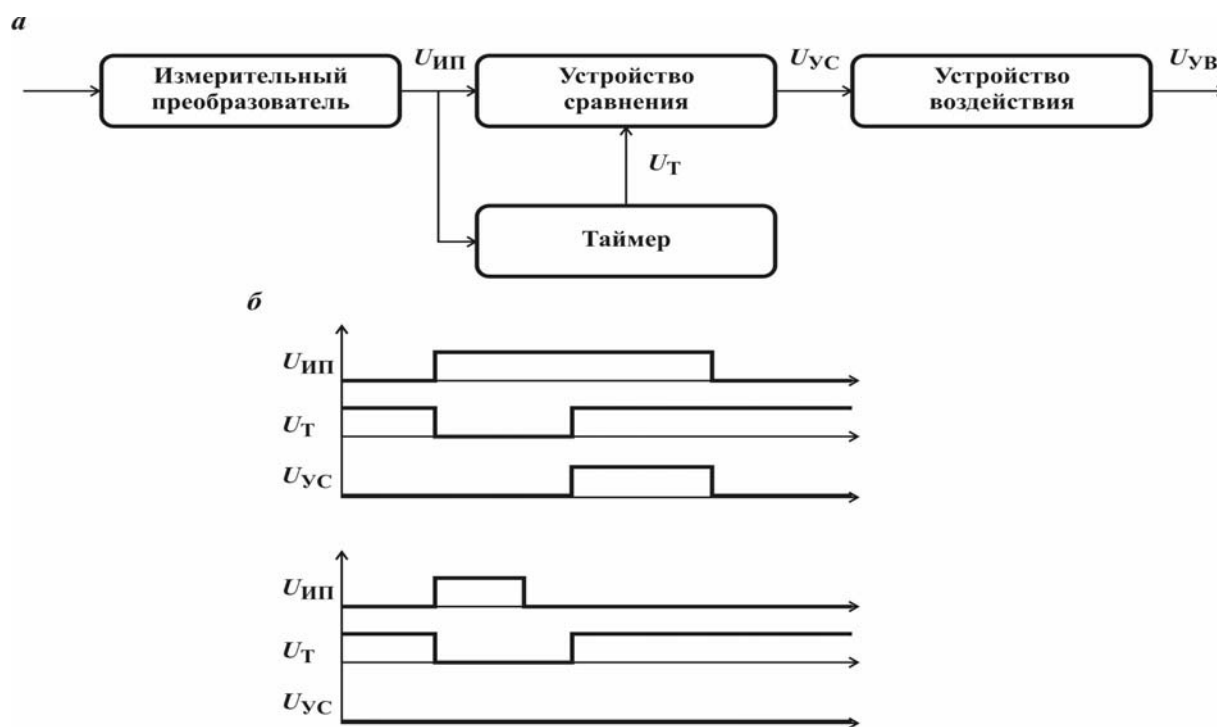 а
Измерительный
преобразователь
UИП
Устройство
сравнения
UУС
Устройство
воздействия
UУВ
UТ
Таймер
б
UИП
UТ
UУС
UИП
UТ
UУС